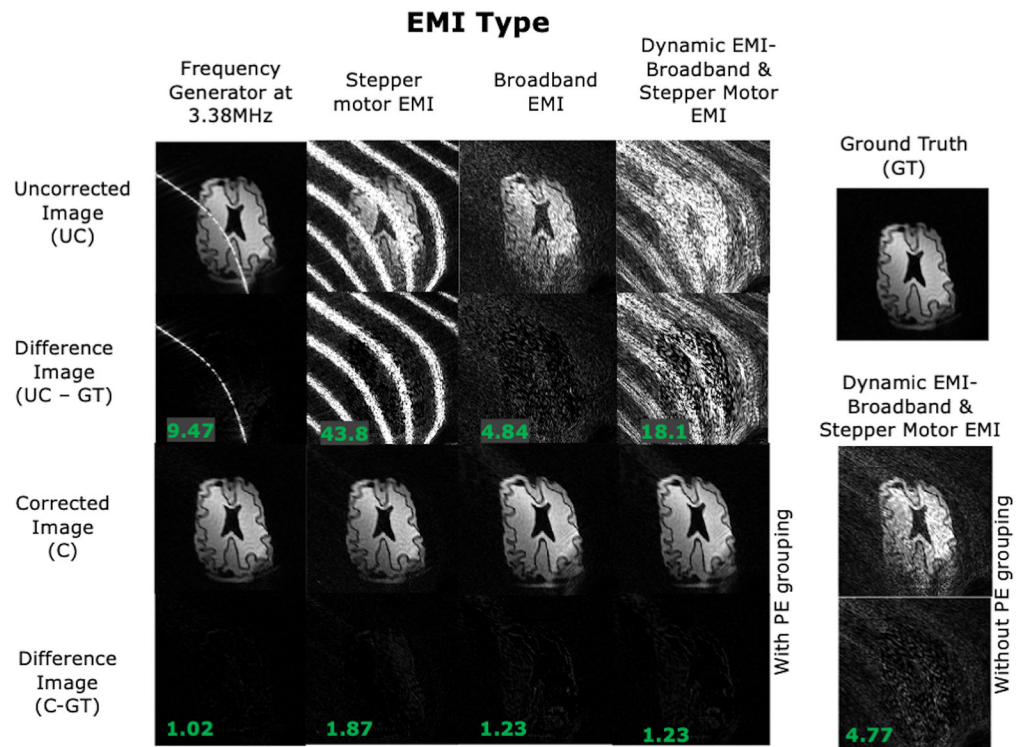 EMI Type
Frequency
Generator at
3.38MHz
Stepper
motor EMI
Broadband
EMI
Dynamic EMI-
Broadband &
Stepper Motor
EMI
Ground Truth
(GT)
Uncorrected
Image
(UC)
Difference
Image
(UC – GT)
9.47
43.8
4.84
18.1
Dynamic EMI-
Broadband &
Stepper Motor EMI
Corrected
Image
(C)
With PE grouping
Without PE grouping
Difference
Image
(C-GT)
1.02
1.87
1.23
1.23
4.77